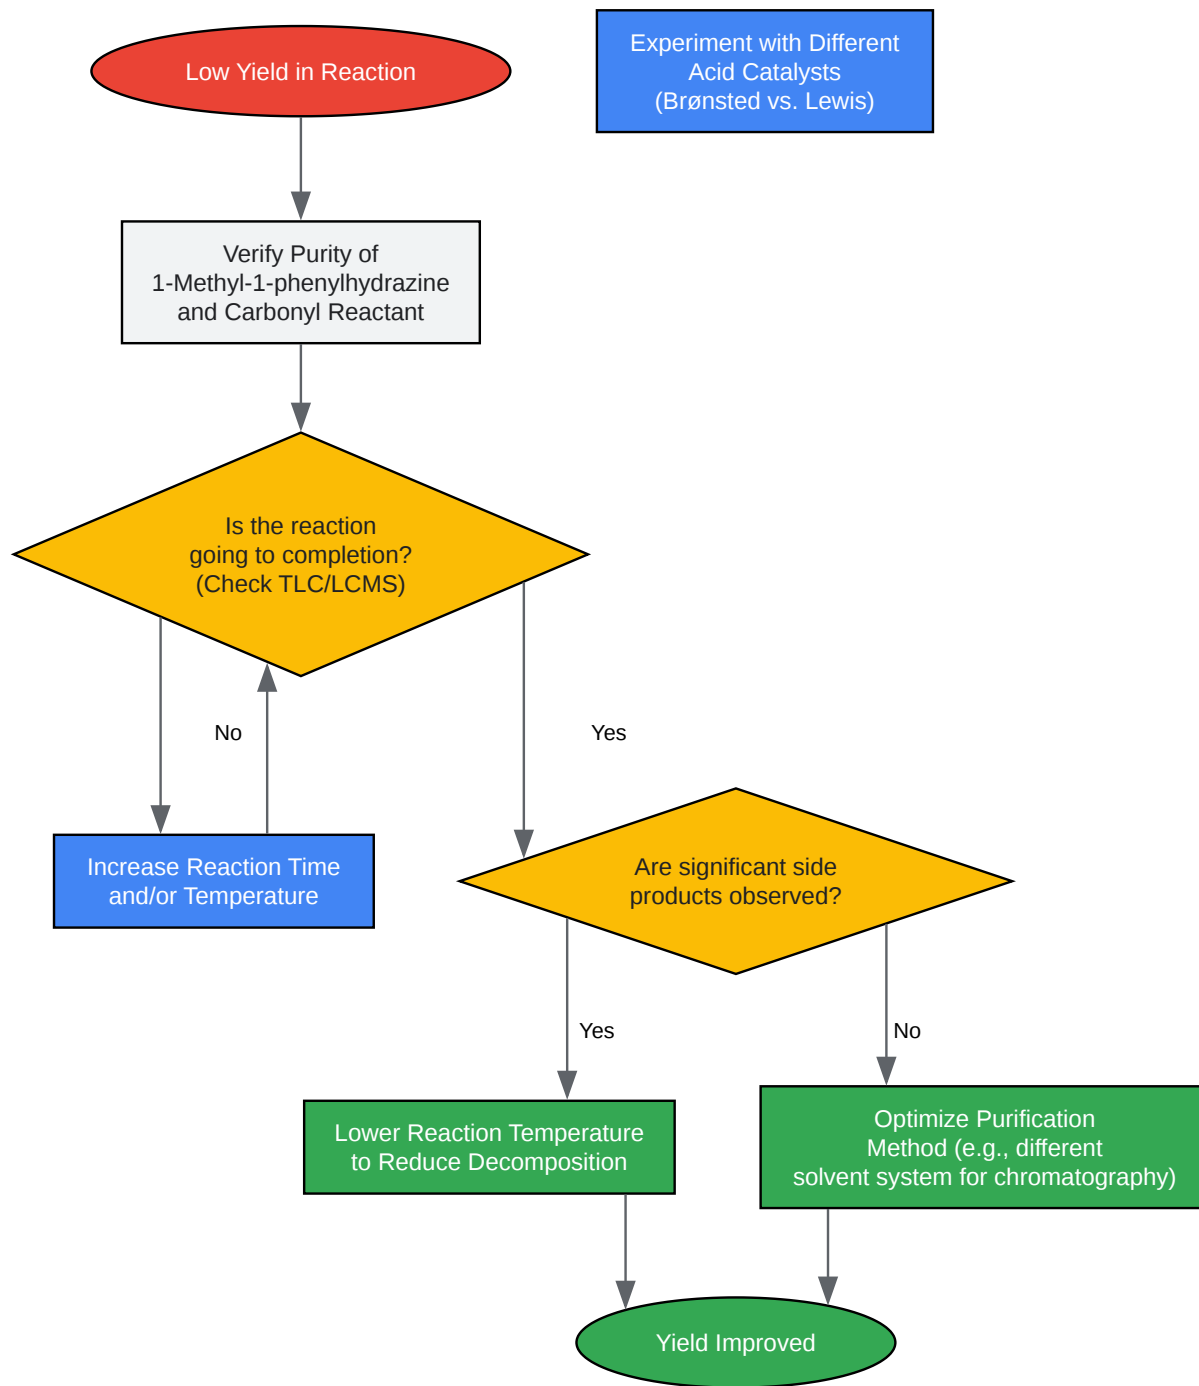 Low Yield in Reaction
Experiment with Different
Acid Catalysts
(Brønsted vs. Lewis)
Verify Purity of
1-Methyl-1-phenylhydrazine
and Carbonyl Reactant
Is the reaction
going to completion?
(Check TLC/LCMS)
No
Yes
Increase Reaction Time
and/or Temperature
Are significant side
products observed?
Yes
No
Lower Reaction Temperature
to Reduce Decomposition
Optimize Purification
Method (e.g., different
solvent system for chromatography)
Yield Improved